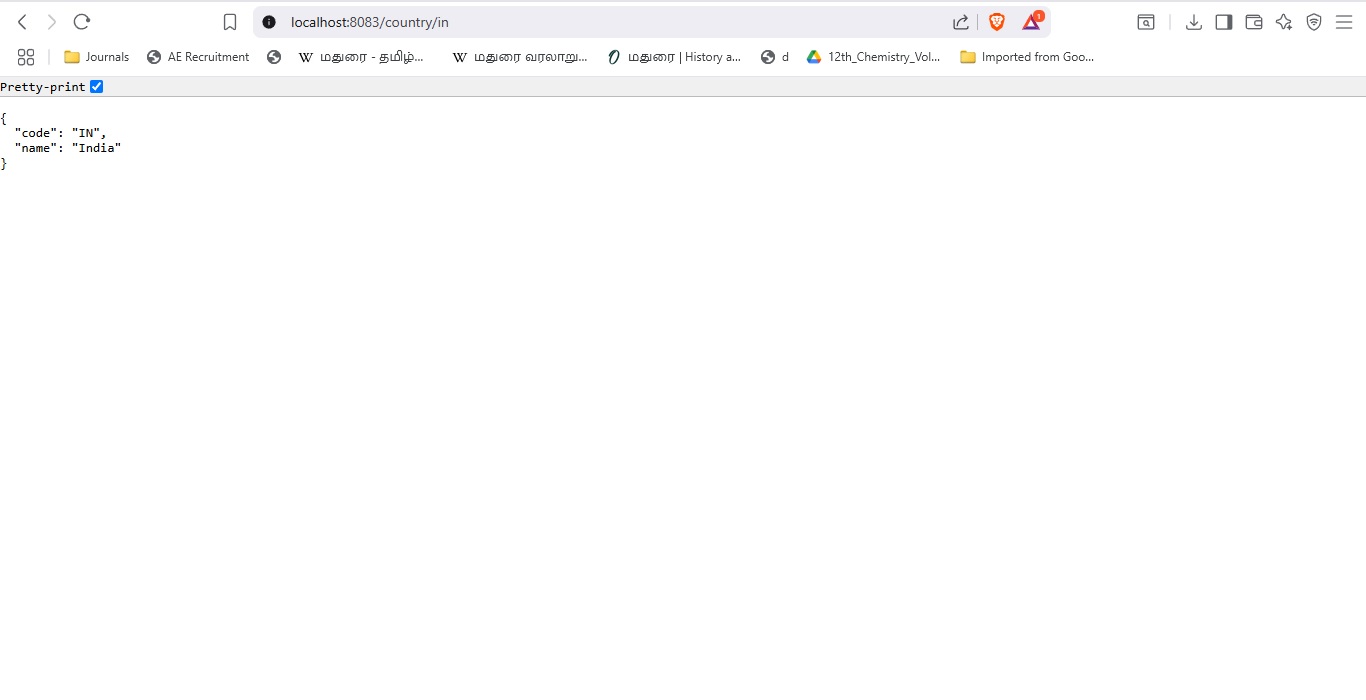 localhost:8083/country/in
1
Journals AE Recruitment W மதுரை - தமிழ்... W மதுரை வரலாறு... மதுரை | History a... d 12th_Chemistry_Vol... Imported from Goo...
Pretty-print
{
"code": "IN",
"name": "India"
}